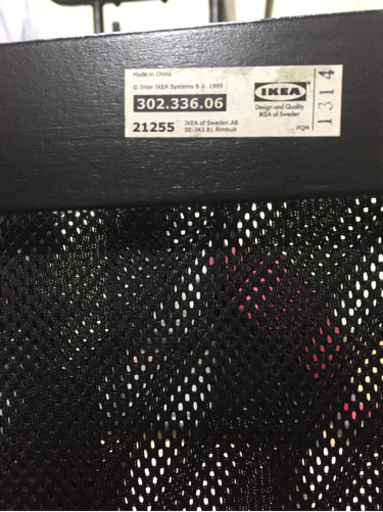 Made in China
© Inter IKEA Systems B.V. 1999
302.336.06
21255
IKEA of Sweden AB
SE-343 81 Älmhult
IKEA
Design and Quality
IKEA of Sweden
PQM
1314